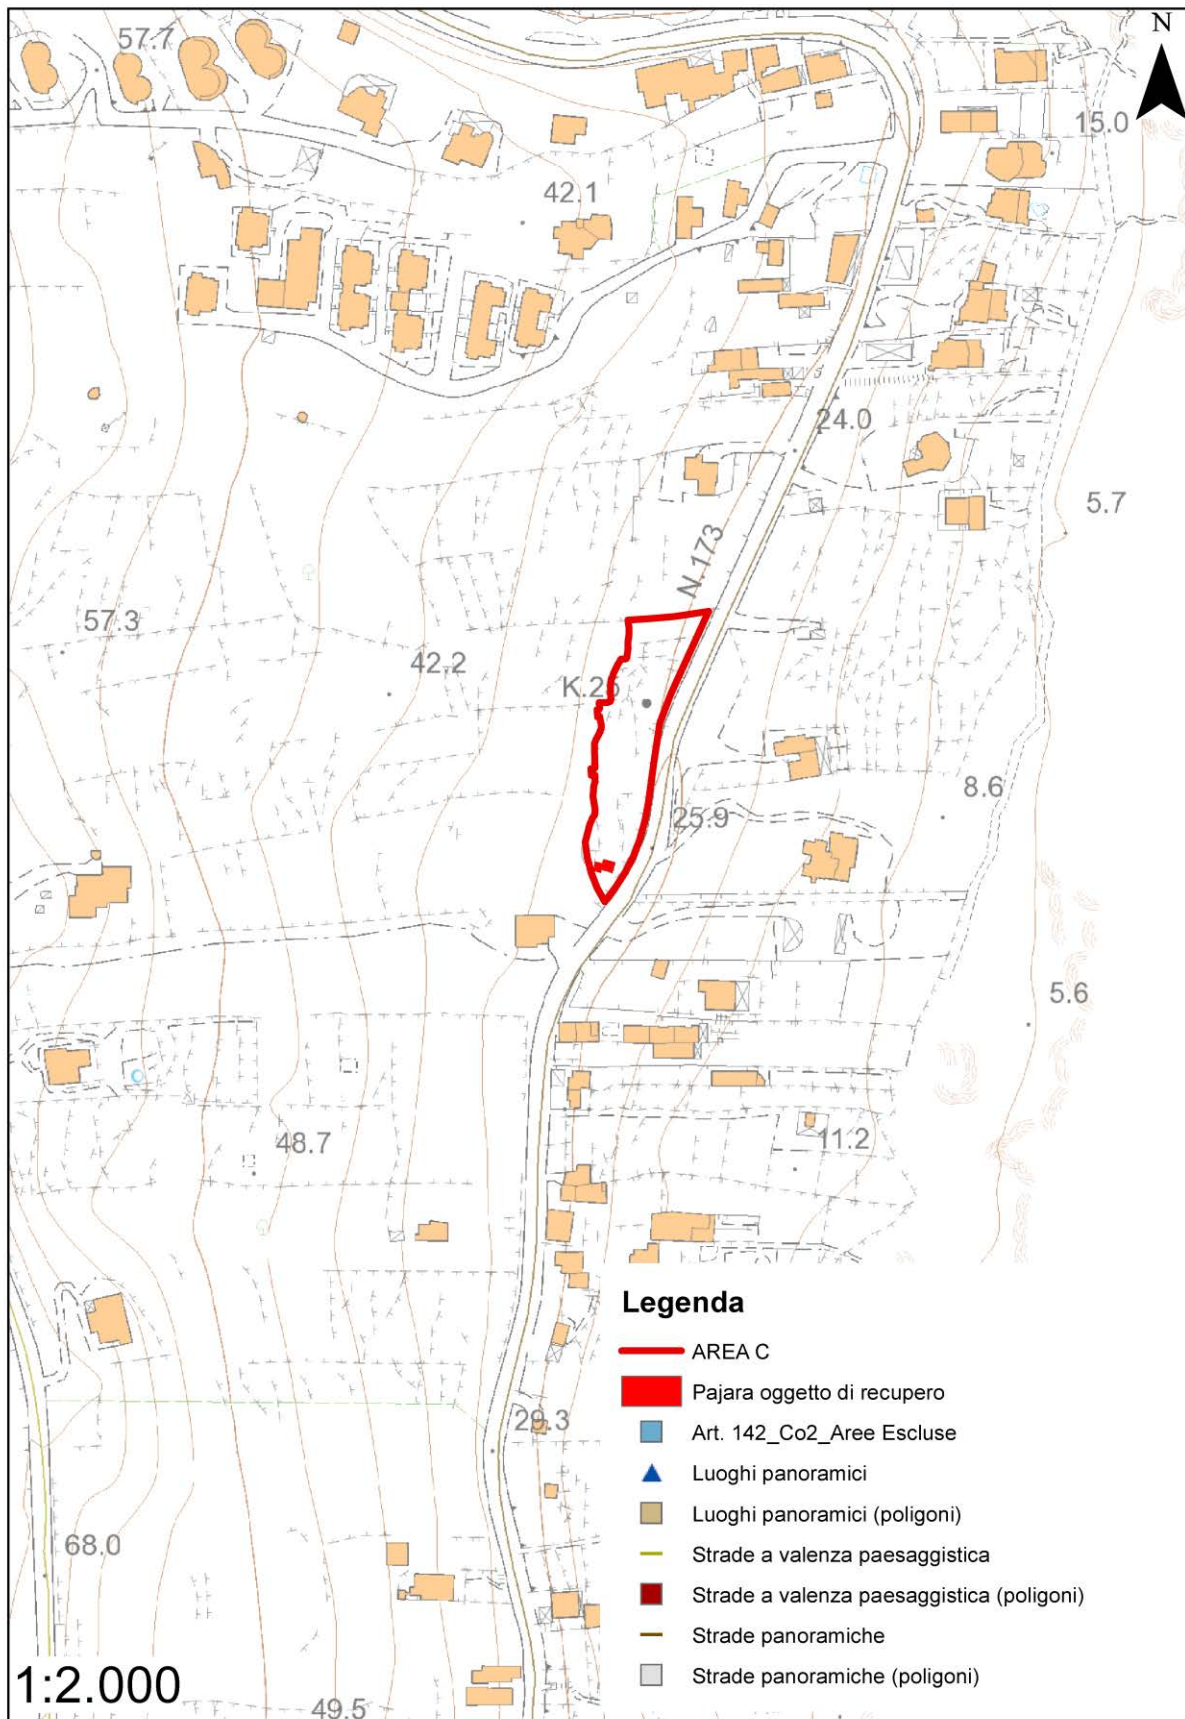 N
57.7
15.0
42.1
24.0
5.7
N.173
57.3
42.2
K.25
8.6
25.9
5.6
48.7
11.2
29.3
68.0
49.5
1:2.000
Legenda
AREA C
Pajara oggetto di recupero
Art. 142_Co2_Aree Escluse
Luoghi panoramici
Luoghi panoramici (poligoni)
Strade a valenza paesaggistica
Strade a valenza paesaggistica (poligoni)
Strade panoramiche
Strade panoramiche (poligoni)